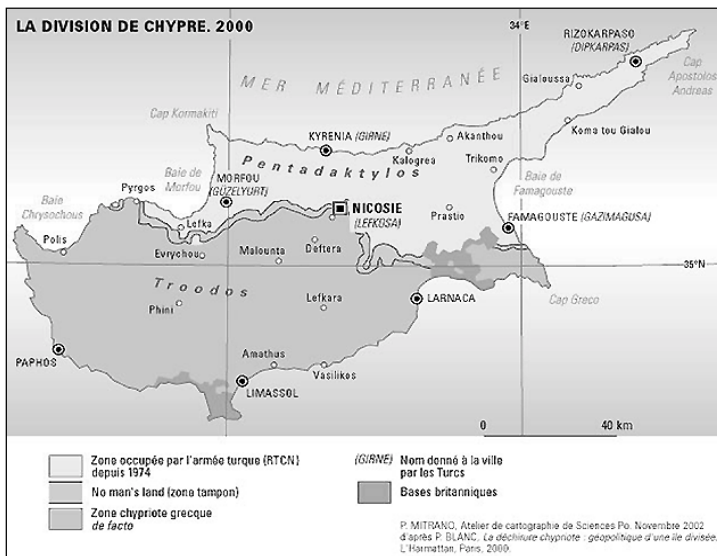 LA DIVISION DE CHYPRE. 2000
34°E
RIZOKARPASO
(DIPKARPAS)
MER MÉDITERRANÉE
Gialoussa
Cap
Apostolos
Andreas
Cap Kormakiti
Koma tou Gialou
KYRENIA (GIRNE)
Akanthou
Kalogrea
Trikomo
Pentadaktylos
Baie de
Morfou
MORFOU
(GÜZELYURT)
Baie de
Famagouste
Baie
Chrysochous
Pyrgos
NICOSIE
(LEFKOSA)
Prastio
FAMAGOUSTE (GAZIMAGUSA)
Lefka
Polis
Evrychou
Malounta
Deftera
35°N
Troodos
Phini
Lefkara
LARNACA
Cap Greco
PAPHOS
Amathus
Vasilikos
LIMASSOL
0 40 km
Zone occupée par l'armée turque (RTCN)
depuis 1974
No man's land (zone tampon)
Zone chypriote grecque
de facto
(GIRNE) Nom donné à la ville
par les Turcs
Bases britanniques
P. MITRANO, Atelier de cartographie de Sciences Po. Novembre 2002
d'après P. BLANC, La déchirure chypriote : géopolitique d'une île divisée,
L'Harmattan, Paris, 2000.